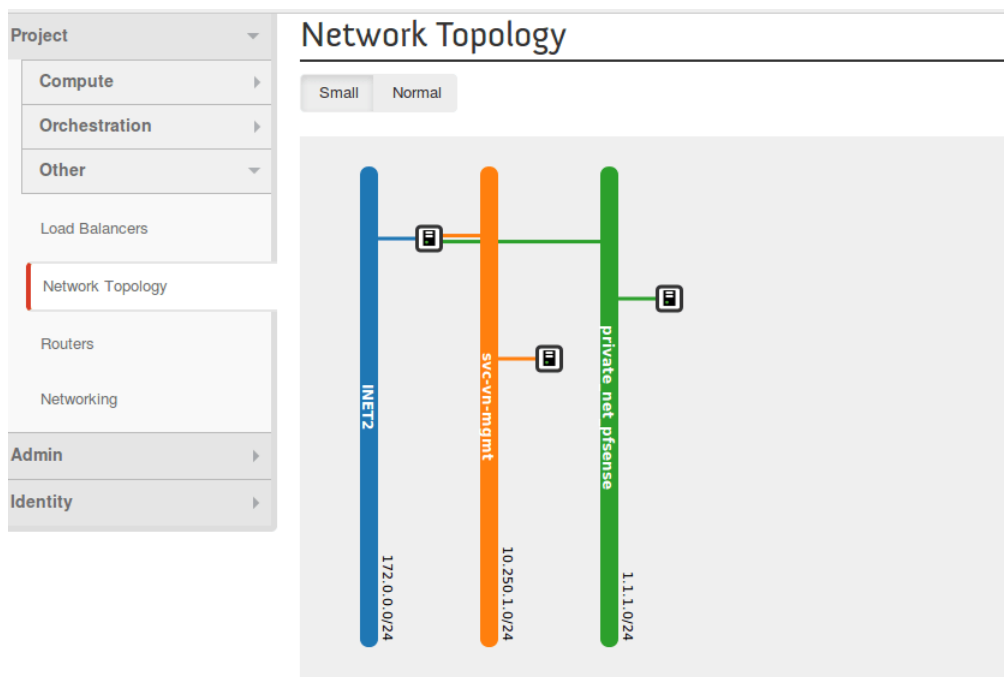 Project
Compute
Orchestration
Other
Load Balancers
Network Topology
Routers
Networking
Admin
Identity
Network Topology
Small
Normal
INET2
172.0.0.0/24
svc-vn-mgmt
10.250.1.0/24
private_net_pfsense
1.1.1.0/24